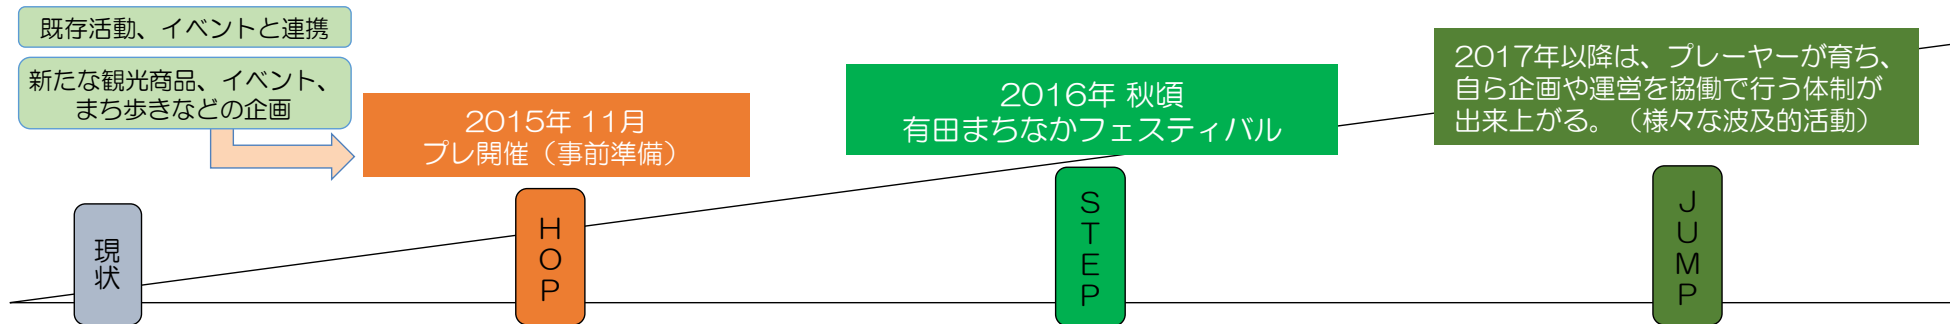 既存活動、イベントと連携
新たな観光商品、イベント、
まち歩きなどの企画
2015年 11月
プレ開催（事前準備）
2016年 秋頃
有田まちなかフェスティバル
2017年以降は、プレーヤーが育ち、
自ら企画や運営を協働で行う体制が
出来上がる。（様々な波及的活動）
現状
HOP
STEP
JUMP